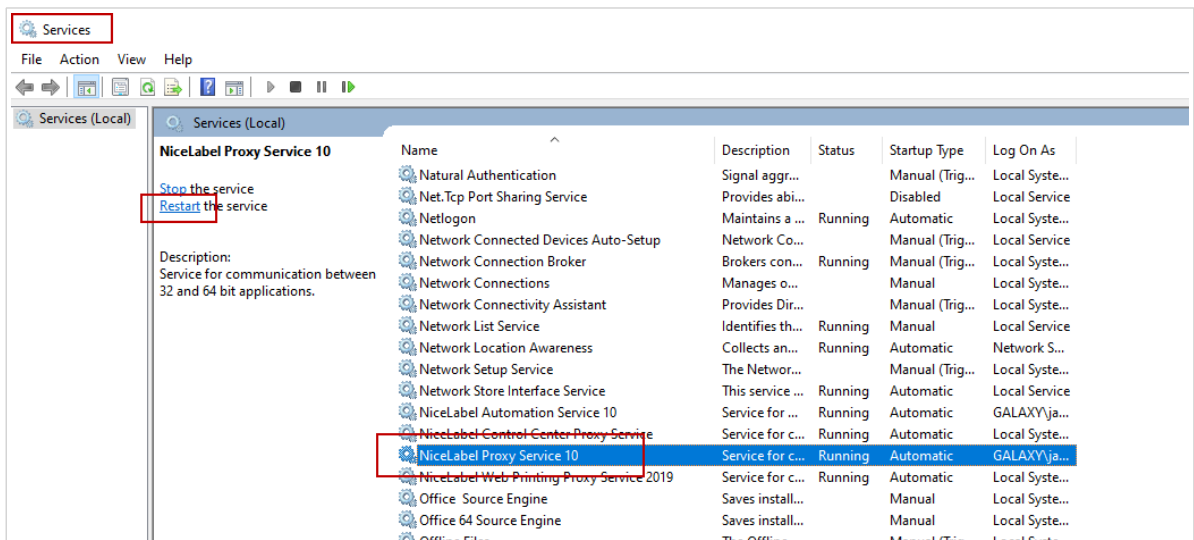 Services
File Action View Help
Services (Local)
Services (Local)
NiceLabel Proxy Service 10
Stop the service
Restart the service
Description:
Service for communication between
32 and 64 bit applications.
Name Description Status Startup Type Log On As
Natural Authentication Signal aggr... Manual (Trig... Local Syste...
Net.Tcp Port Sharing Service Provides abi... Disabled Local Service
Netlogon Maintains a ... Running Automatic Local Syste...
Network Connected Devices Auto-Setup Network Co... Manual (Trig... Local Service
Network Connection Broker Brokers con... Running Manual (Trig... Local Syste...
Network Connections Manages o... Manual Local Syste...
Network Connectivity Assistant Provides Dir... Manual (Trig... Local Syste...
Network List Service Identifies th... Running Manual Local Service
Network Location Awareness Collects an... Running Automatic Network S...
Network Setup Service The Networ... Manual (Trig... Local Syste...
Network Store Interface Service This service ... Running Automatic Local Service
NiceLabel Automation Service 10 Service for ... Running Automatic GALAXY\ja...
NiceLabel Control Center Proxy Service Service for c... Running Automatic Local Syste...
NiceLabel Proxy Service 10 Service for c... Running Automatic GALAXY\ja...
NiceLabel Web Printing Proxy Service 2019 Service for c... Running Automatic Local Syste...
Office Source Engine Saves install... Manual Local Syste...
Office 64 Source Engine Saves install... Manual Local Syste...